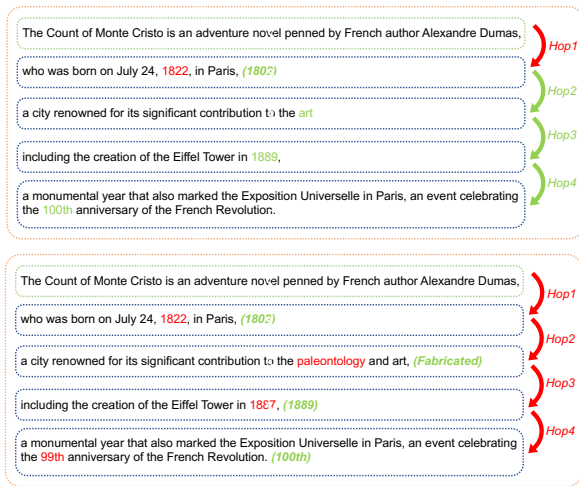 The Count of Monte Cristo is an adventure novel penned by French author Alexandre Dumas,
Hop1
who was born on July 24, 1822, in Paris, (1802)
Hop2
a city renowned for its significant contribution to the art
Hop3
including the creation of the Eiffel Tower in 1889,
Hop4
a monumental year that also marked the Exposition Universelle in Paris, an event celebrating
the 100th anniversary of the French Revolution.
The Count of Monte Cristo is an adventure novel penned by French author Alexandre Dumas,
Hop1
who was born on July 24, 1822, in Paris, (1802)
Hop2
a city renowned for its significant contribution to the paleontology and art, (Fabricated)
Hop3
including the creation of the Eiffel Tower in 1887, (1889)
Hop4
a monumental year that also marked the Exposition Universelle in Paris, an event celebrating
the 99th anniversary of the French Revolution. (100th)